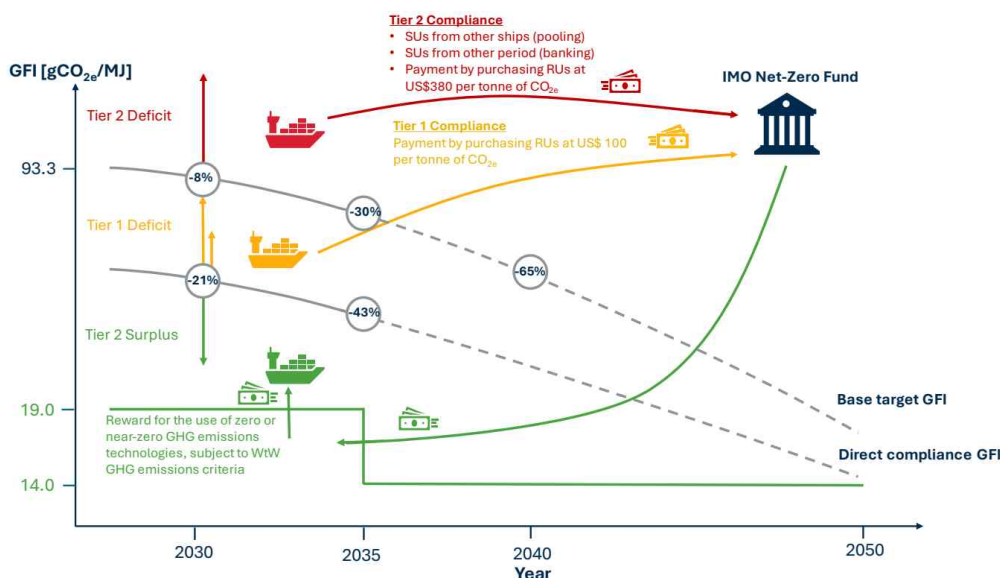 Tier 2 Compliance
• SUs from other ships (pooling)
• SUs from other period (banking)
• Payment by purchasing RUs at
US$380 per tonne of CO2e
GFI [gCO2e/MJ]
IMO Net-Zero Fund
Tier 2 Deficit
Tier 1 Compliance
Payment by purchasing RUs at US$ 100
per tonne of CO2e
93.3
-8%
-30%
Tier 1 Deficit
-65%
-21%
-43%
Tier 2 Surplus
19.0
Reward for the use of zero or
near-zero GHG emissions
technologies, subject to WtW
GHG emissions criteria
Base target GFI
Direct compliance GFI
14.0
2030
2035
2040
2050
Year